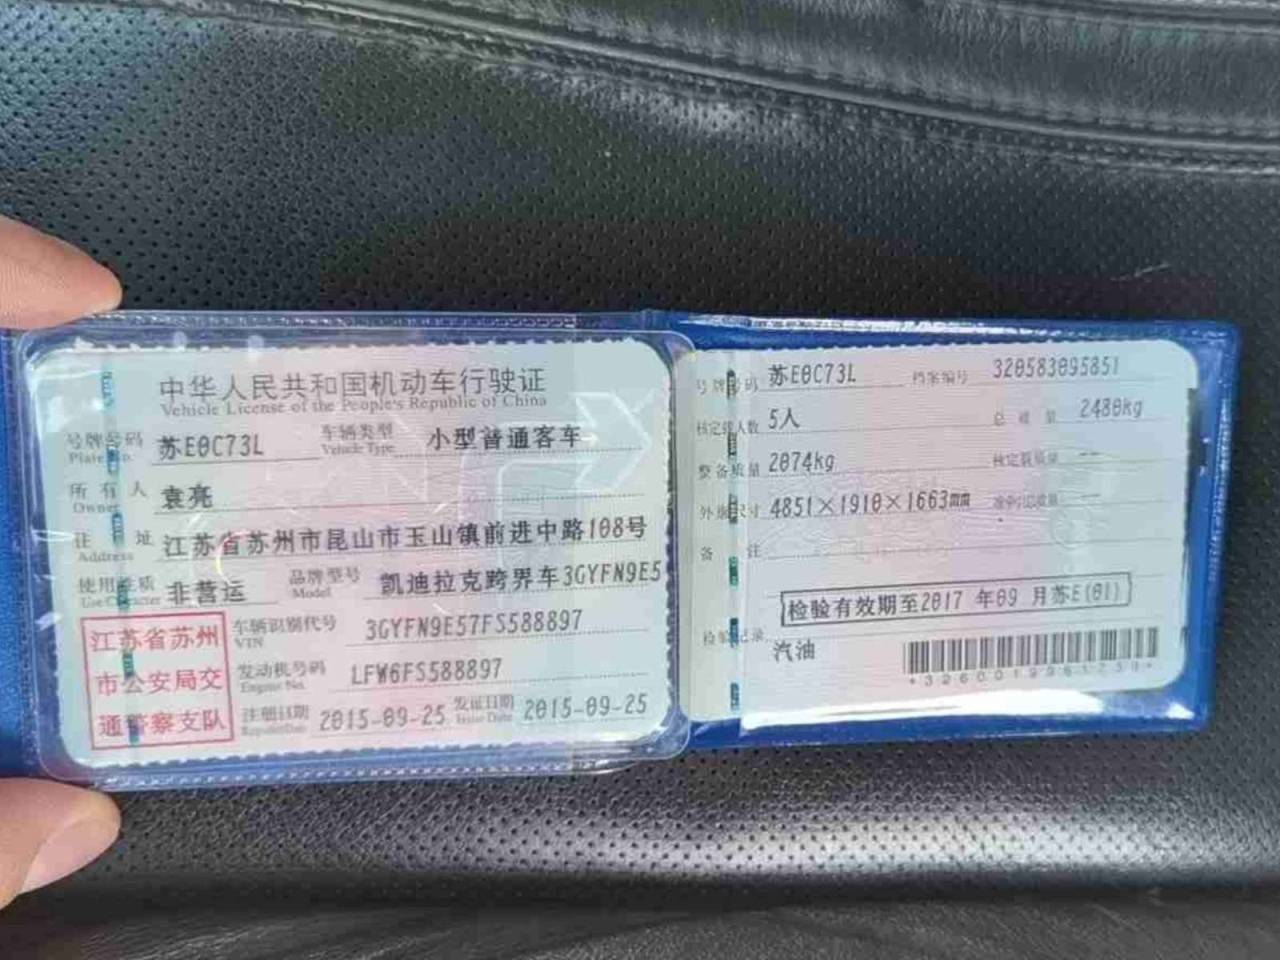 中华人民共和国机动车行驶证
Vehicle License of the People's Republic of China
号牌号码 苏E0C73L 车辆类型 小型普通客车
Plate No. Vehicle Type
所有人 袁亮
Owner
住址 江苏省苏州市昆山市玉山镇前进中路108号
Address
使用性质 非营运 品牌型号 凯迪拉克跨界车3GYFN9E5
Use Character Model
江苏省苏州
市公安局交
通警察支队
车辆识别代号 3GYFN9E57FS588897
VIN
发动机号码 LFW6FS588897
Engine No.
注册日期 2015-09-25 发证日期 2015-09-25
Register Date Issue Date
号牌号码 苏E0C73L 档案编号 320583095851
核定载人数 5人 总质量 2480kg
整备质量 2074kg 核定载质量 --
外廓尺寸 4851×1910×1663mm --
备注
检验有效期至2017年09月苏E(01)
检验记录
汽油